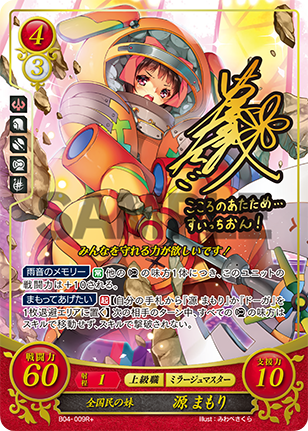 4
3
こころのあたため…
すいっちおん!
SAMPLE
みんなを守れる力が欲しいです!
雨音のメモリー 常 他の の味方1体につき、このユニットの
戦闘力は+10される。
まもってあげたい 起 【自分の手札から「源 まもり」か「ドーガ」を
1枚退避エリアに置く】次の相手のターン中、すべての の味方は
スキルで移動せず、スキルで撃破されない。
戦闘力
60
射程 1 上級職 ミラージュマスター
支援力
10
全国民の妹 源 まもり
B04-009R+ Illust:みわべさくら